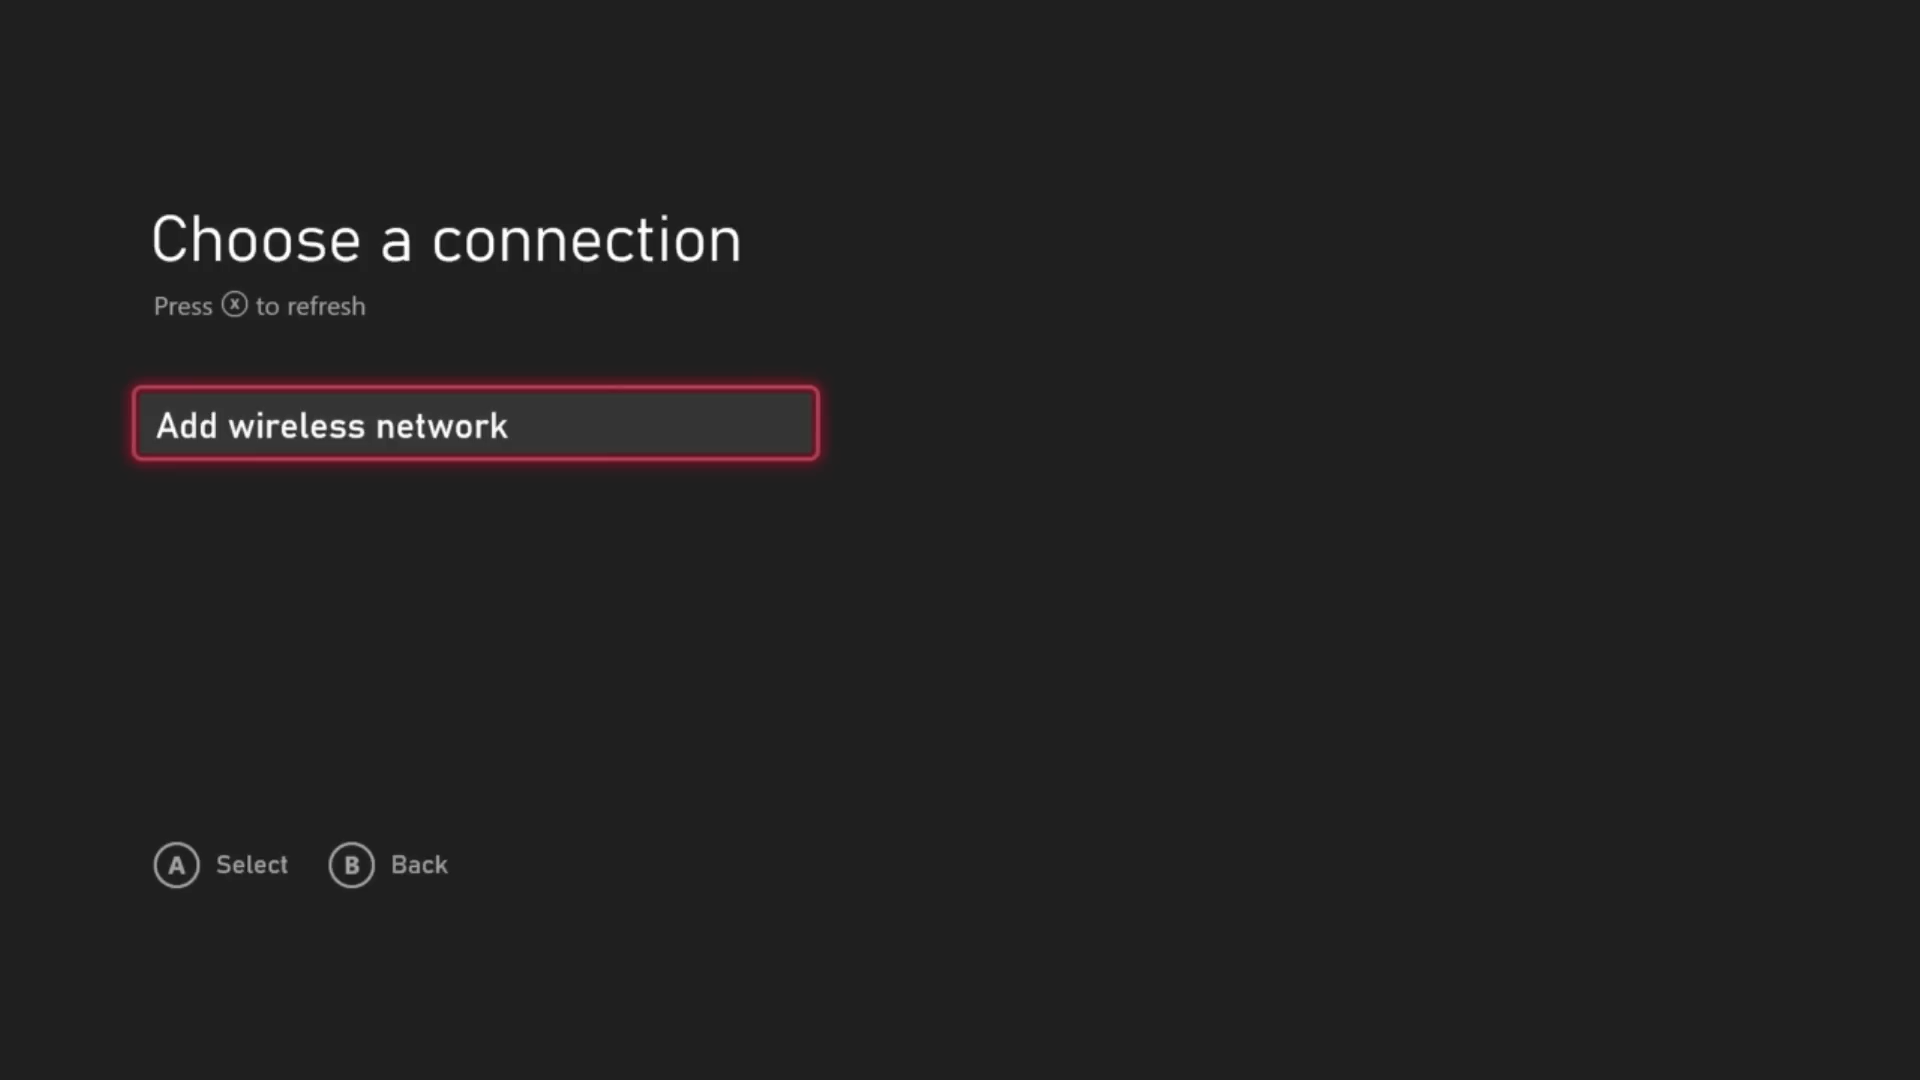 Choose a connection
Press X to refresh
Add wireless network
A Select B Back